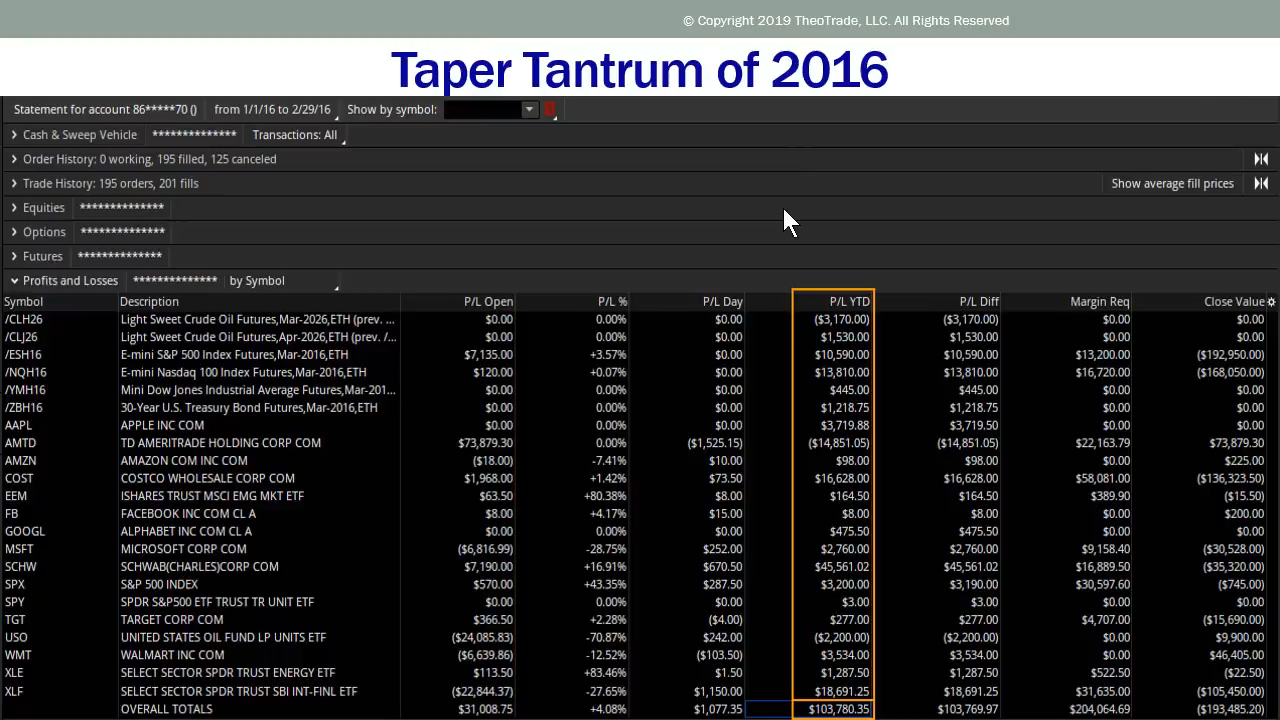 © Copyright 2019 TheoTrade, LLC. All Rights Reserved
Taper Tantrum of 2016
Statement for account 86*****70 () from 1/1/16 to 2/29/16 Show by symbol:
Cash & Sweep Vehicle ************** Transactions: All
Order History: 0 working, 195 filled, 125 canceled
Trade History: 195 orders, 201 fills Show average fill prices
Equities **************
Options **************
Futures **************
Profits and Losses ************** by Symbol
Symbol Description P/L Open P/L % P/L Day P/L YTD P/L Diff Margin Req Close Value
/CLH26 Light Sweet Crude Oil Futures,Mar-2026,ETH (prev. ... $0.00 0.00% $0.00 ($3,170.00) ($3,170.00) $0.00 $0.00
/CLJ26 Light Sweet Crude Oil Futures,Apr-2026,ETH (prev. /... $0.00 0.00% $0.00 $1,530.00 $1,530.00 $0.00 $0.00
/ESH16 E-mini S&P 500 Index Futures,Mar-2016,ETH $7,135.00 +3.57% $0.00 $10,590.00 $10,590.00 $13,200.00 ($192,950.00)
/NQH16 E-mini Nasdaq 100 Index Futures,Mar-2016,ETH $120.00 +0.07% $0.00 $13,810.00 $13,810.00 $16,720.00 ($168,050.00)
/YMH16 Mini Dow Jones Industrial Average Futures,Mar-201... $0.00 0.00% $0.00 $445.00 $445.00 $0.00 $0.00
/ZBH16 30-Year U.S. Treasury Bond Futures,Mar-2016,ETH $0.00 0.00% $0.00 $1,218.75 $1,218.75 $0.00 $0.00
AAPL APPLE INC COM $0.00 0.00% $0.00 $3,719.88 $3,719.50 $0.00 $0.00
AMTD TD AMERITRADE HOLDING CORP COM $73,879.30 0.00% ($1,525.15) ($14,851.05) ($14,851.05) $22,163.79 $73,879.30
AMZN AMAZON COM INC COM ($18.00) -7.41% $10.00 $98.00 $98.00 $0.00 $225.00
COST COSTCO WHOLESALE CORP COM $1,968.00 +1.42% $73.50 $16,628.00 $16,628.00 $58,081.00 ($136,323.50)
EEM ISHARES TRUST MSCI EMG MKT ETF $63.50 +80.38% $8.00 $164.50 $164.50 $389.90 ($15.50)
FB FACEBOOK INC COM CL A $8.00 +4.17% $15.00 $8.00 $8.00 $0.00 $200.00
GOOGL ALPHABET INC COM CL A $0.00 0.00% $0.00 $475.50 $475.50 $0.00 $0.00
MSFT MICROSOFT CORP COM ($6,816.99) -28.75% $252.00 $2,760.00 $2,760.00 $9,158.40 ($30,528.00)
SCHW SCHWAB(CHARLES)CORP COM $7,190.00 +16.91% $670.50 $45,561.02 $45,561.02 $16,889.50 ($35,320.00)
SPX S&P 500 INDEX $570.00 +43.35% $287.50 $3,200.00 $3,190.00 $30,597.60 ($745.00)
SPY SPDR S&P500 ETF TRUST TR UNIT ETF $0.00 0.00% $0.00 $3.00 $3.00 $0.00 $0.00
TGT TARGET CORP COM $366.50 +2.28% ($4.00) $277.00 $277.00 $4,707.00 ($15,690.00)
USO UNITED STATES OIL FUND LP UNITS ETF ($24,085.83) -70.87% $242.00 ($2,200.00) ($2,200.00) $0.00 $9,900.00
WMT WALMART INC COM ($6,639.86) -12.52% ($103.50) $3,534.00 $3,534.00 $0.00 $46,405.00
XLE SELECT SECTOR SPDR TRUST ENERGY ETF $113.50 +83.46% $1.50 $1,287.50 $1,287.50 $522.50 ($22.50)
XLF SELECT SECTOR SPDR TRUST SBI INT-FINL ETF ($22,844.37) -27.65% $1,150.00 $18,691.25 $18,691.25 $31,635.00 ($105,450.00)
OVERALL TOTALS $31,008.75 +4.08% $1,077.35 $103,780.35 $103,769.97 $204,064.69 ($193,485.20)